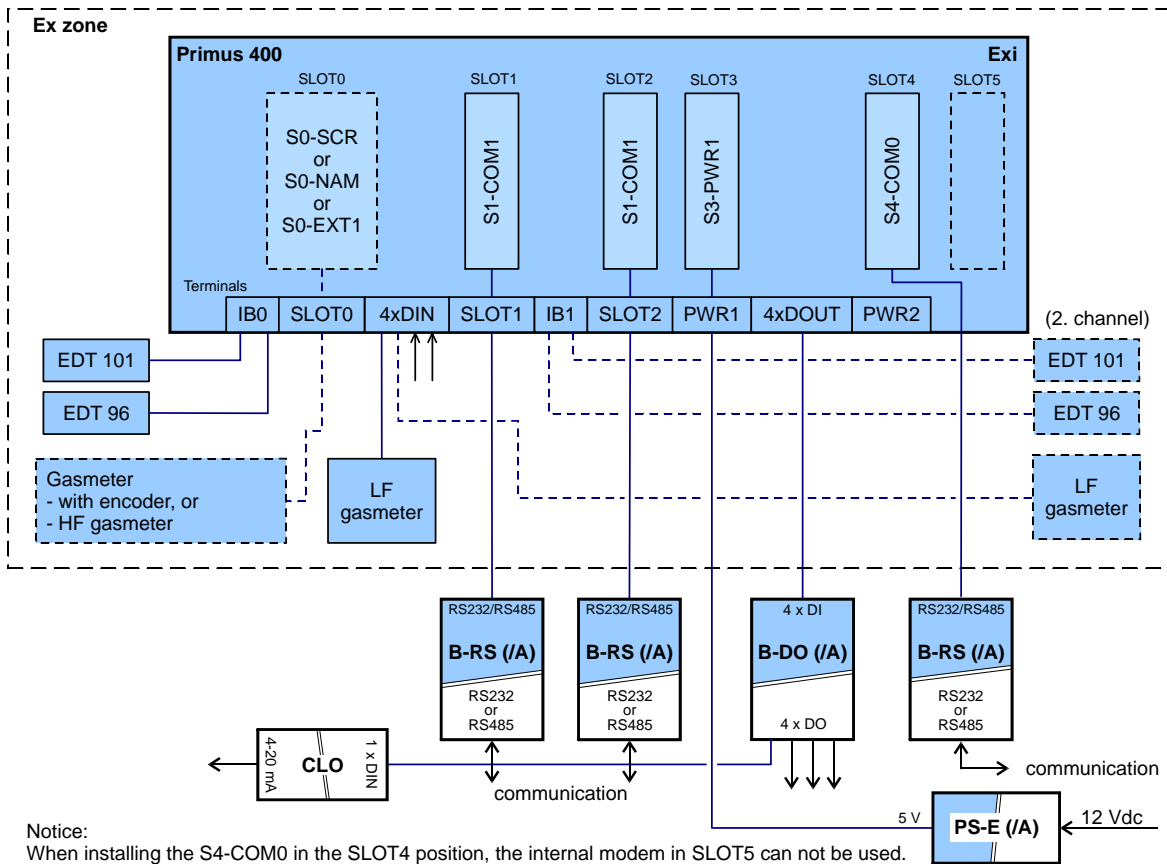 Ex zone
Primus 400
Exi
SLOT0
SLOT1
SLOT2
SLOT3
SLOT4
SLOT5
S0-SCR
or
S0-NAM
or
S0-EXT1
S1-COM1
S1-COM1
S3-PWR1
S4-COM0
Terminals
IB0
SLOT0
4xDIN
SLOT1
IB1
SLOT2
PWR1
4xDOUT
PWR2
(2. channel)
EDT 101
EDT 101
EDT 96
EDT 96
Gasmeter
- with encoder, or
- HF gasmeter
LF
gasmeter
LF
gasmeter
RS232/RS485
B-RS (/A)
RS232
or
RS485
RS232/RS485
B-RS (/A)
RS232
or
RS485
4 x DI
B-DO (/A)
4 x DO
RS232/RS485
B-RS (/A)
RS232
or
RS485
4-20 mA
CLO
1 x DIN
communication
communication
5 V
PS-E (/A)
12 Vdc
Notice:
When installing the S4-COM0 in the SLOT4 position, the internal modem in SLOT5 can not be used.